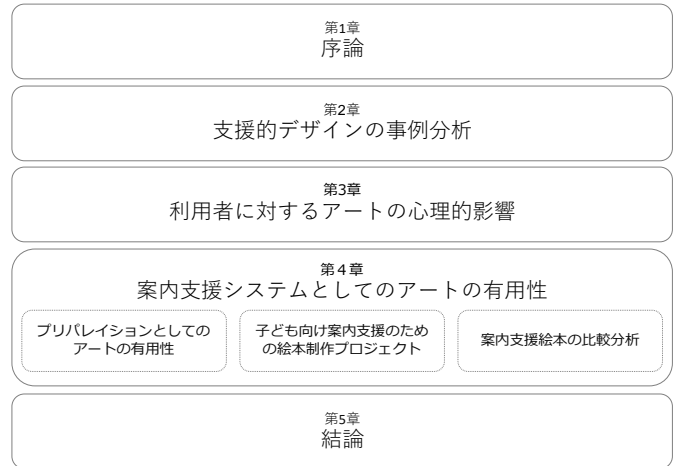 第1章
序論
第2章
支援的デザインの事例分析
第3章
利用者に対するアートの心理的影響
第４章
案内支援システムとしてのアートの有用性
プリパレイションとしての
アートの有用性
子ども向け案内支援のため
の絵本制作プロジェクト
案内支援絵本の比較分析
第5章
結論